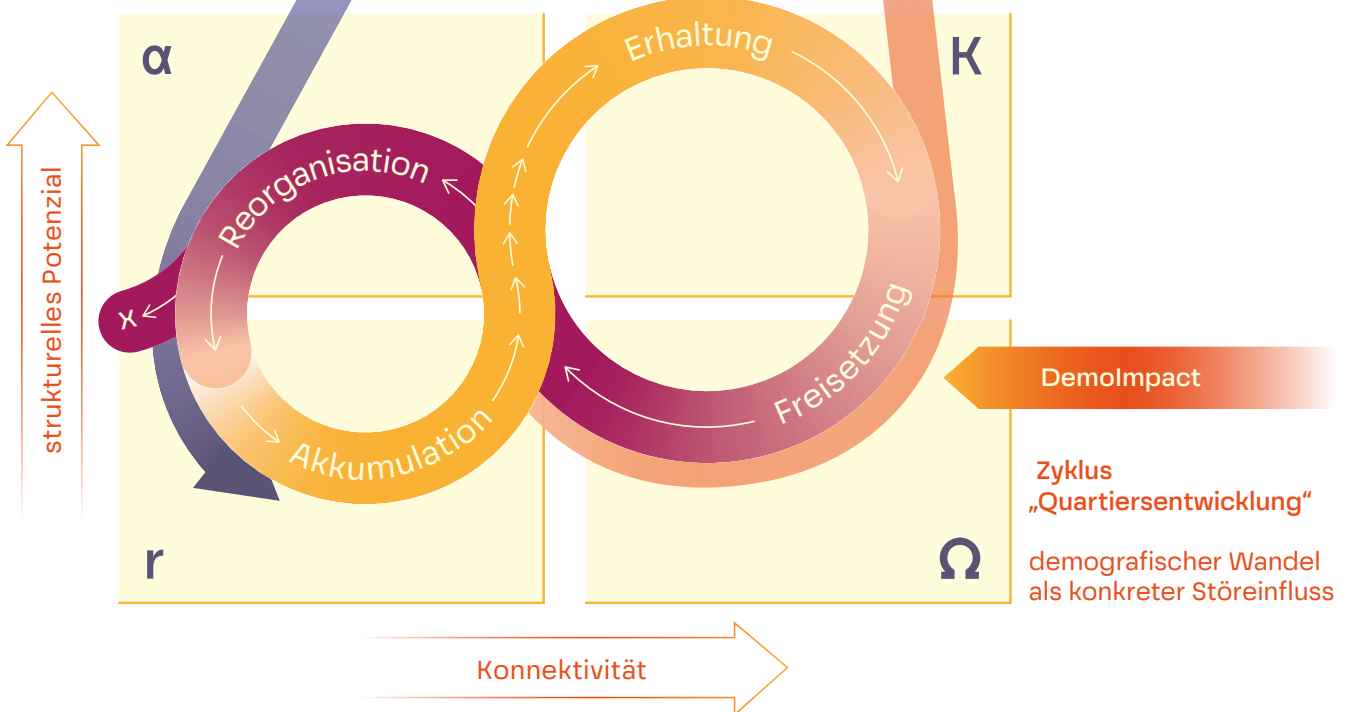 α
K
Erhaltung
Reorganisation
strukturelles Potenzial
x
Freisetzung
DemoImpact
Akkumulation
Zyklus
„Quartiersentwicklung“
demografischer Wandel
als konkreter Störeinfluss
r
Ω
Konnektivität